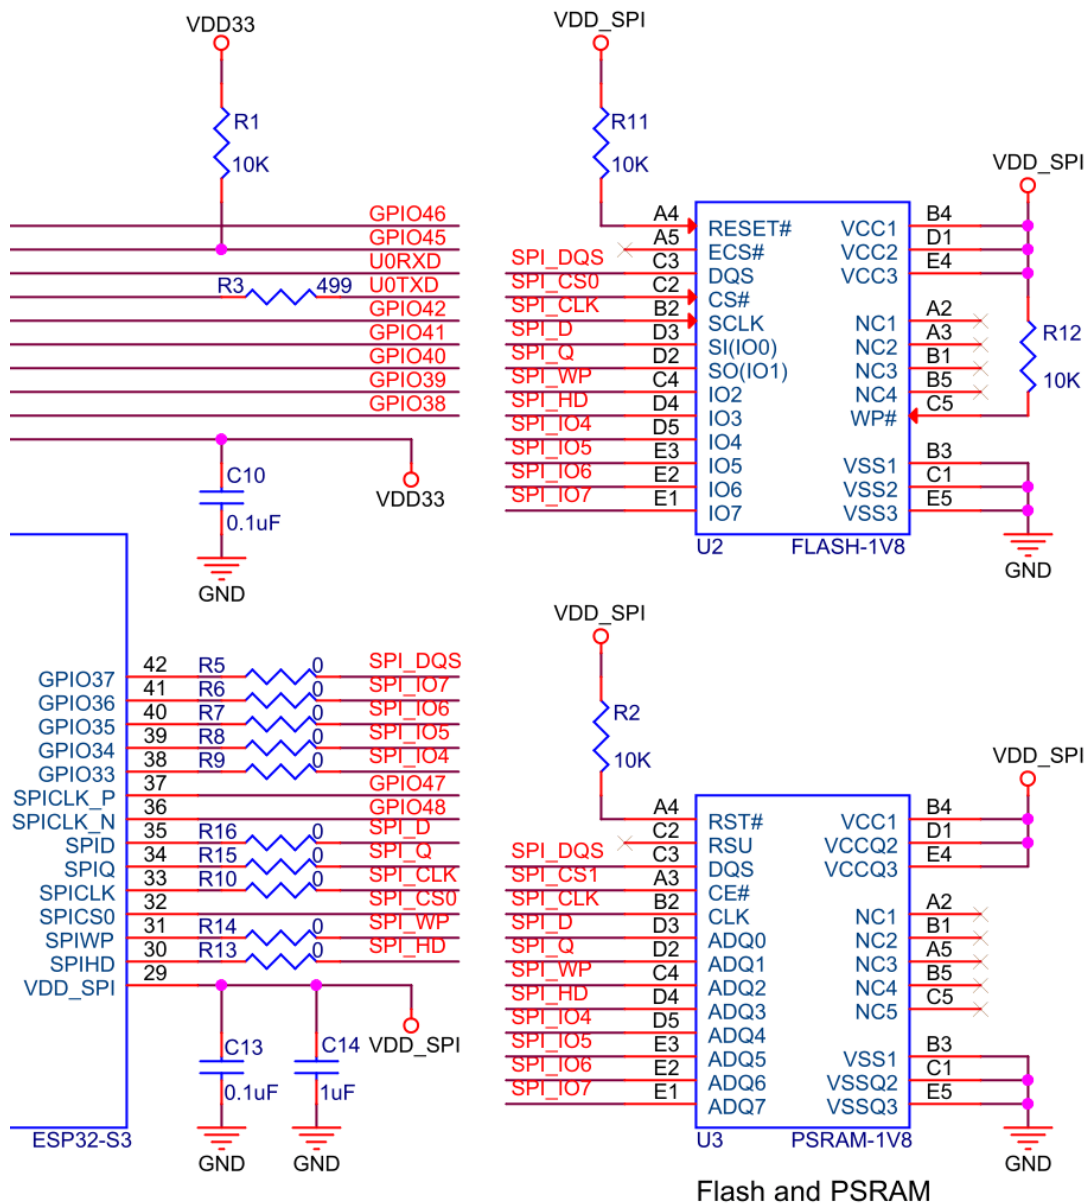 VDD33
R1
10K
GPIO46
GPIO45
U0RXD
R3
499
U0TXD
GPIO42
GPIO41
GPIO40
GPIO39
GPIO38
C10
0.1uF
VDD33
GND
VDD_SPI
R11
10K
VDD_SPI
A4
RESET#
VCC1
B4
A5
ECS#
VCC2
D1
SPI_DQS
C3
DQS
VCC3
E4
SPI_CS0
C2
CS#
SPI_CLK
B2
SCLK
NC1
A2
SPI_D
D3
SI(IO0)
NC2
A3
R12
SPI_Q
D2
SO(IO1)
NC3
B1
10K
SPI_WP
C4
IO2
NC4
B5
SPI_HD
D4
IO3
WP#
C5
SPI_IO4
D5
IO4
SPI_IO5
E3
IO5
VSS1
B3
SPI_IO6
E2
IO6
VSS2
C1
SPI_IO7
E1
IO7
VSS3
E5
U2
FLASH-1V8
GND
GPIO37
42
R5
0
SPI_DQS
GPIO36
41
R6
0
SPI_IO7
GPIO35
40
R7
0
SPI_IO6
GPIO34
39
R8
0
SPI_IO5
GPIO33
38
R9
0
SPI_IO4
SPICLK_P
37
GPIO47
SPICLK_N
36
GPIO48
SPID
35
R16
0
SPI_D
SPIQ
34
R15
0
SPI_Q
SPICLK
33
R10
0
SPI_CLK
SPICS0
32
SPI_CS0
SPIWP
31
R14
0
SPI_WP
SPIHD
30
R13
0
SPI_HD
VDD_SPI
29
C13
0.1uF
C14
1uF
VDD_SPI
ESP32-S3
GND
GND
VDD_SPI
R2
10K
VDD_SPI
A4
RST#
VCC1
B4
C2
RSU
VCCQ2
D1
SPI_DQS
C3
DQS
VCCQ3
E4
SPI_CS1
A3
CE#
SPI_CLK
B2
CLK
NC1
A2
SPI_D
D3
ADQ0
NC2
B1
SPI_Q
D2
ADQ1
NC3
A5
SPI_WP
C4
ADQ2
NC4
B5
SPI_HD
D4
ADQ3
NC5
C5
SPI_IO4
D5
ADQ4
SPI_IO5
E3
ADQ5
VSS1
B3
SPI_IO6
E2
ADQ6
VSSQ2
C1
SPI_IO7
E1
ADQ7
VSSQ3
E5
U3
PSRAM-1V8
GND
Flash and PSRAM